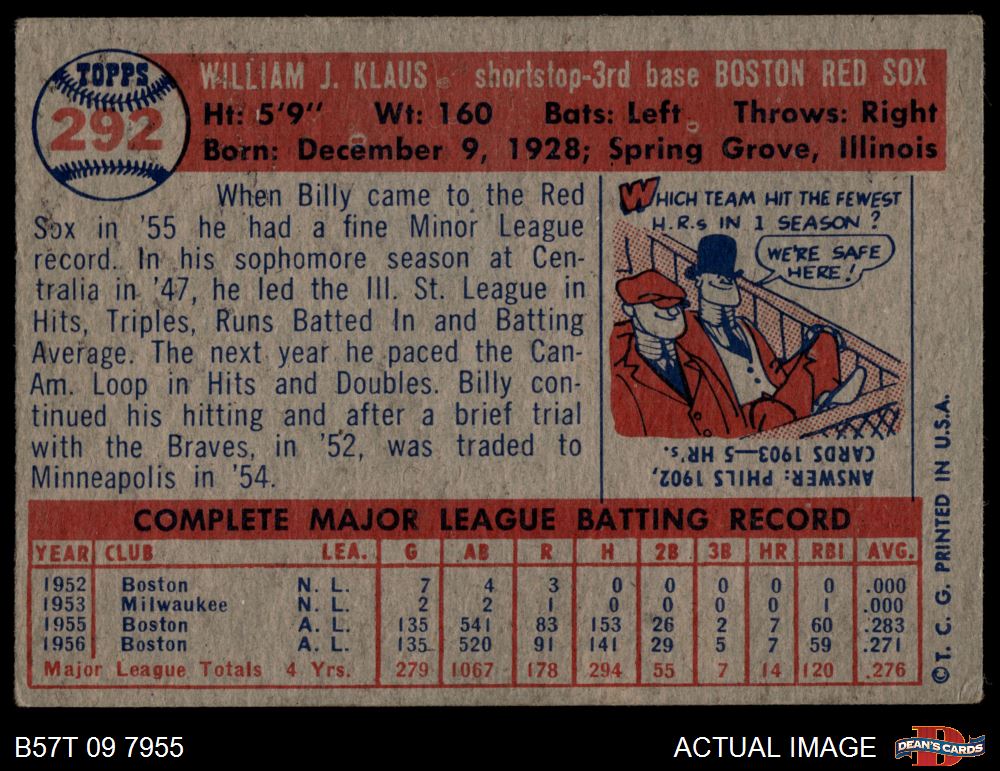 TOPPS
292
WILLIAM J. KLAUS shortstop-3rd base BOSTON RED SOX
Ht: 5'9" Wt: 160 Bats: Left Throws: Right
Born: December 9, 1928; Spring Grove, Illinois
When Billy came to the Red
Sox in '55 he had a fine Minor League
record. In his sophomore season at Cen-
tralia in '47, he led the Ill. St. League in
Hits, Triples, Runs Batted In and Batting
Average. The next year he paced the Can-
Am. Loop in Hits and Doubles. Billy con-
tinued his hitting and after a brief trial
with the Braves, in '52, was traded to
Minneapolis in '54.
WHICH TEAM HIT THE FEWEST
H.R.s IN 1 SEASON?
WE'RE SAFE
HERE!
ANSWER: PHILS 1902,
CARDS 1903—5 HR's.
COMPLETE MAJOR LEAGUE BATTING RECORD
YEAR CLUB LEA. G AB R H 2B 3B HR RBI AVG.
1952 Boston N. L. 7 4 3 0 0 0 0 0 .000
1953 Milwaukee N. L. 2 2 1 0 0 0 0 1 .000
1955 Boston A. L. 135 541 83 153 26 2 7 60 .283
1956 Boston A. L. 135 520 91 141 29 5 7 59 .271
Major League Totals 4 Yrs. 279 1067 178 294 55 7 14 120 .276
©T. C. G. PRINTED IN U.S.A.
B57T 09 7955
ACTUAL IMAGE
DEAN'S CARDS